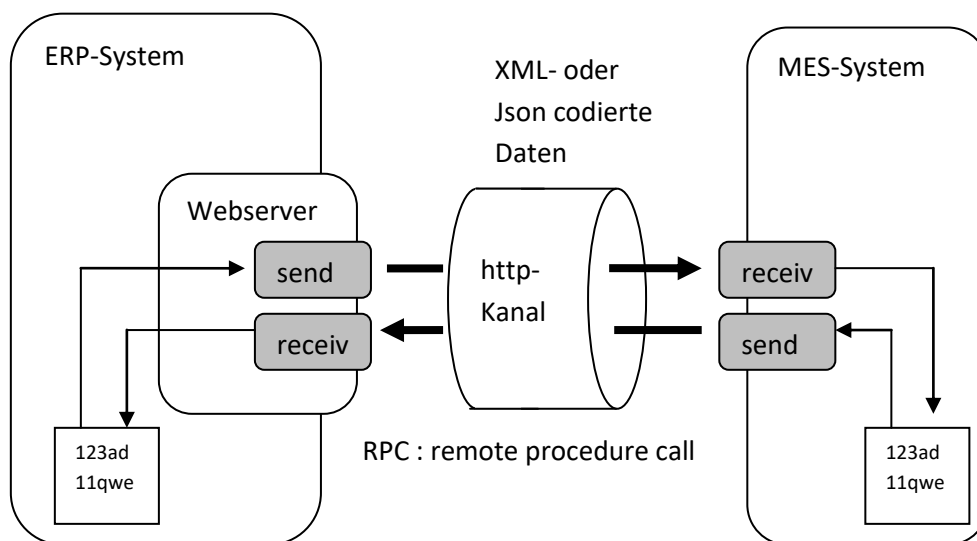 ERP-System
XML- oder
Json codierte
Daten
MES-System
Webserver
send
receiv
http-
Kanal
receiv
send
RPC : remote procedure call
123ad
11qwe
123ad
11qwe